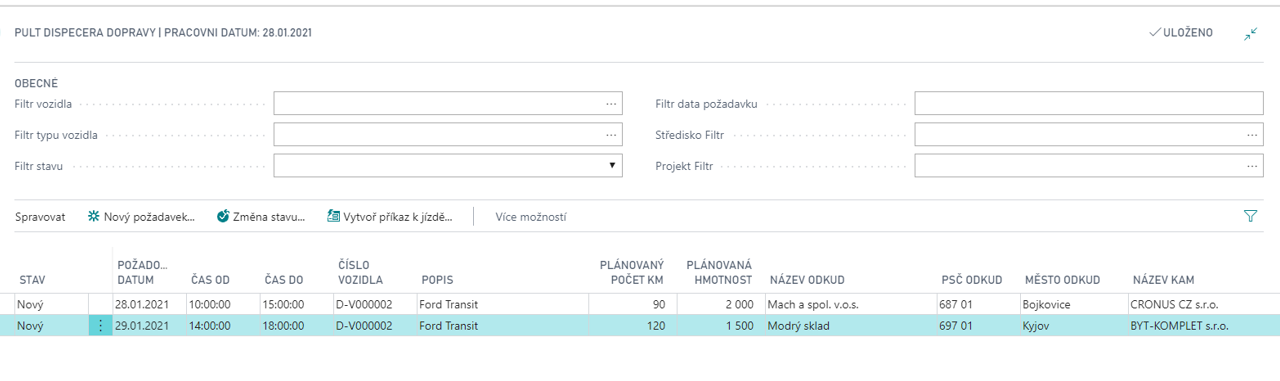 PULT DISPECERA DOPRAVY | PRACOVNI DATUM: 28.01.2021
ULOŽENO
OBECNÉ
Filtr vozidla
Filtr data požadavku
Filtr typu vozidla
Středisko Filtr
Filtr stavu
Projekt Filtr
Spravovat Nový požadavek... Změna stavu... Vytvoř příkaz k jízdě... Více možností
STAV POŽADO... DATUM ČAS OD ČAS DO ČÍSLO VOZIDLA POPIS PLÁNOVANÝ POČET KM PLÁNOVANÁ HMOTNOST NÁZEV ODKUD PSČ ODKUD MĚSTO ODKUD NÁZEV KAM
Nový 28.01.2021 10:00:00 15:00:00 D-V000002 Ford Transit 90 2 000 Mach a spol. v.o.s. 687 01 Bojkovice CRONUS CZ s.r.o.
Nový 29.01.2021 14:00:00 18:00:00 D-V000002 Ford Transit 120 1 500 Modrý sklad 697 01 Kyjov BYT-KOMPLET s.r.o.